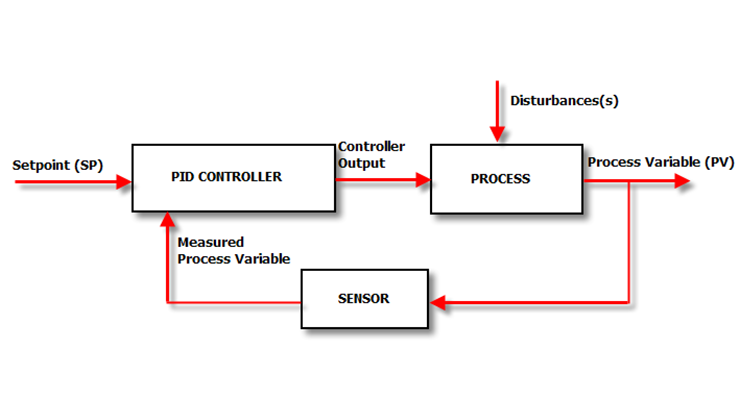 Disturbances(s)
Setpoint (SP)
PID CONTROLLER
Controller
Output
PROCESS
Process Variable (PV)
Measured
Process Variable
SENSOR